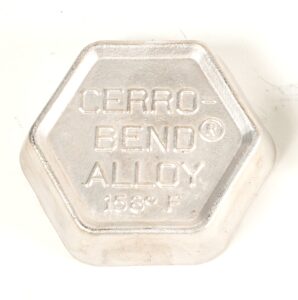 CERRO-
BEND®
ALLOY
158° F